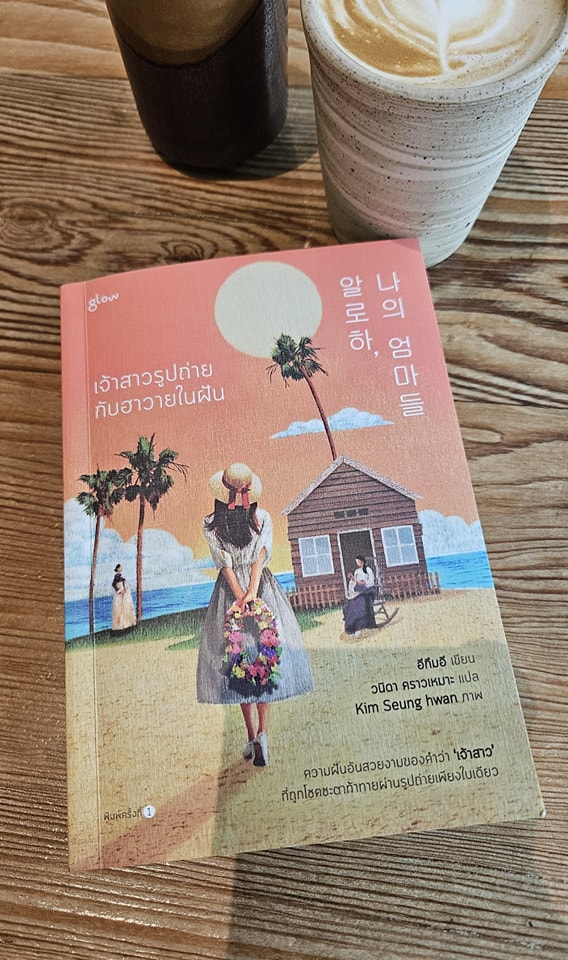 glow
เจ้าสาวรูปถ่าย
กับฮาวายในฝัน
알로하,
나의 엄마들
อีกึมอี เขียน
วนิดา คราวเหมาะ แปล
Kim Seung hwan ภาพ
ความฝันอันสวยงามของคำว่า ‘เจ้าสาว’
ที่ถูกโชคชะตาท้าทายผ่านรูปถ่ายเพียงใบเดียว
พิมพ์ครั้งที่ 1